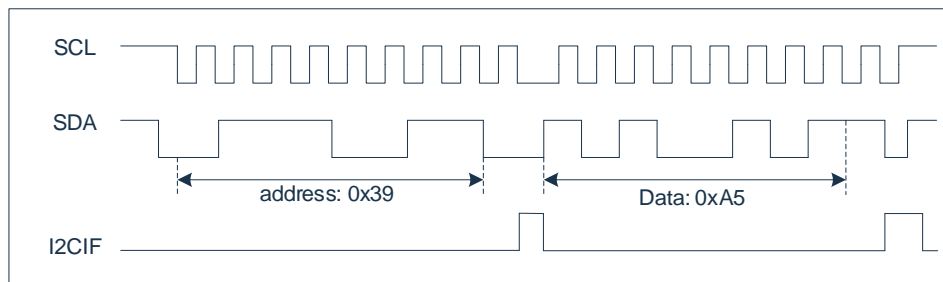 SCL
SDA
address: 0x39
Data: 0xA5
I2CIF